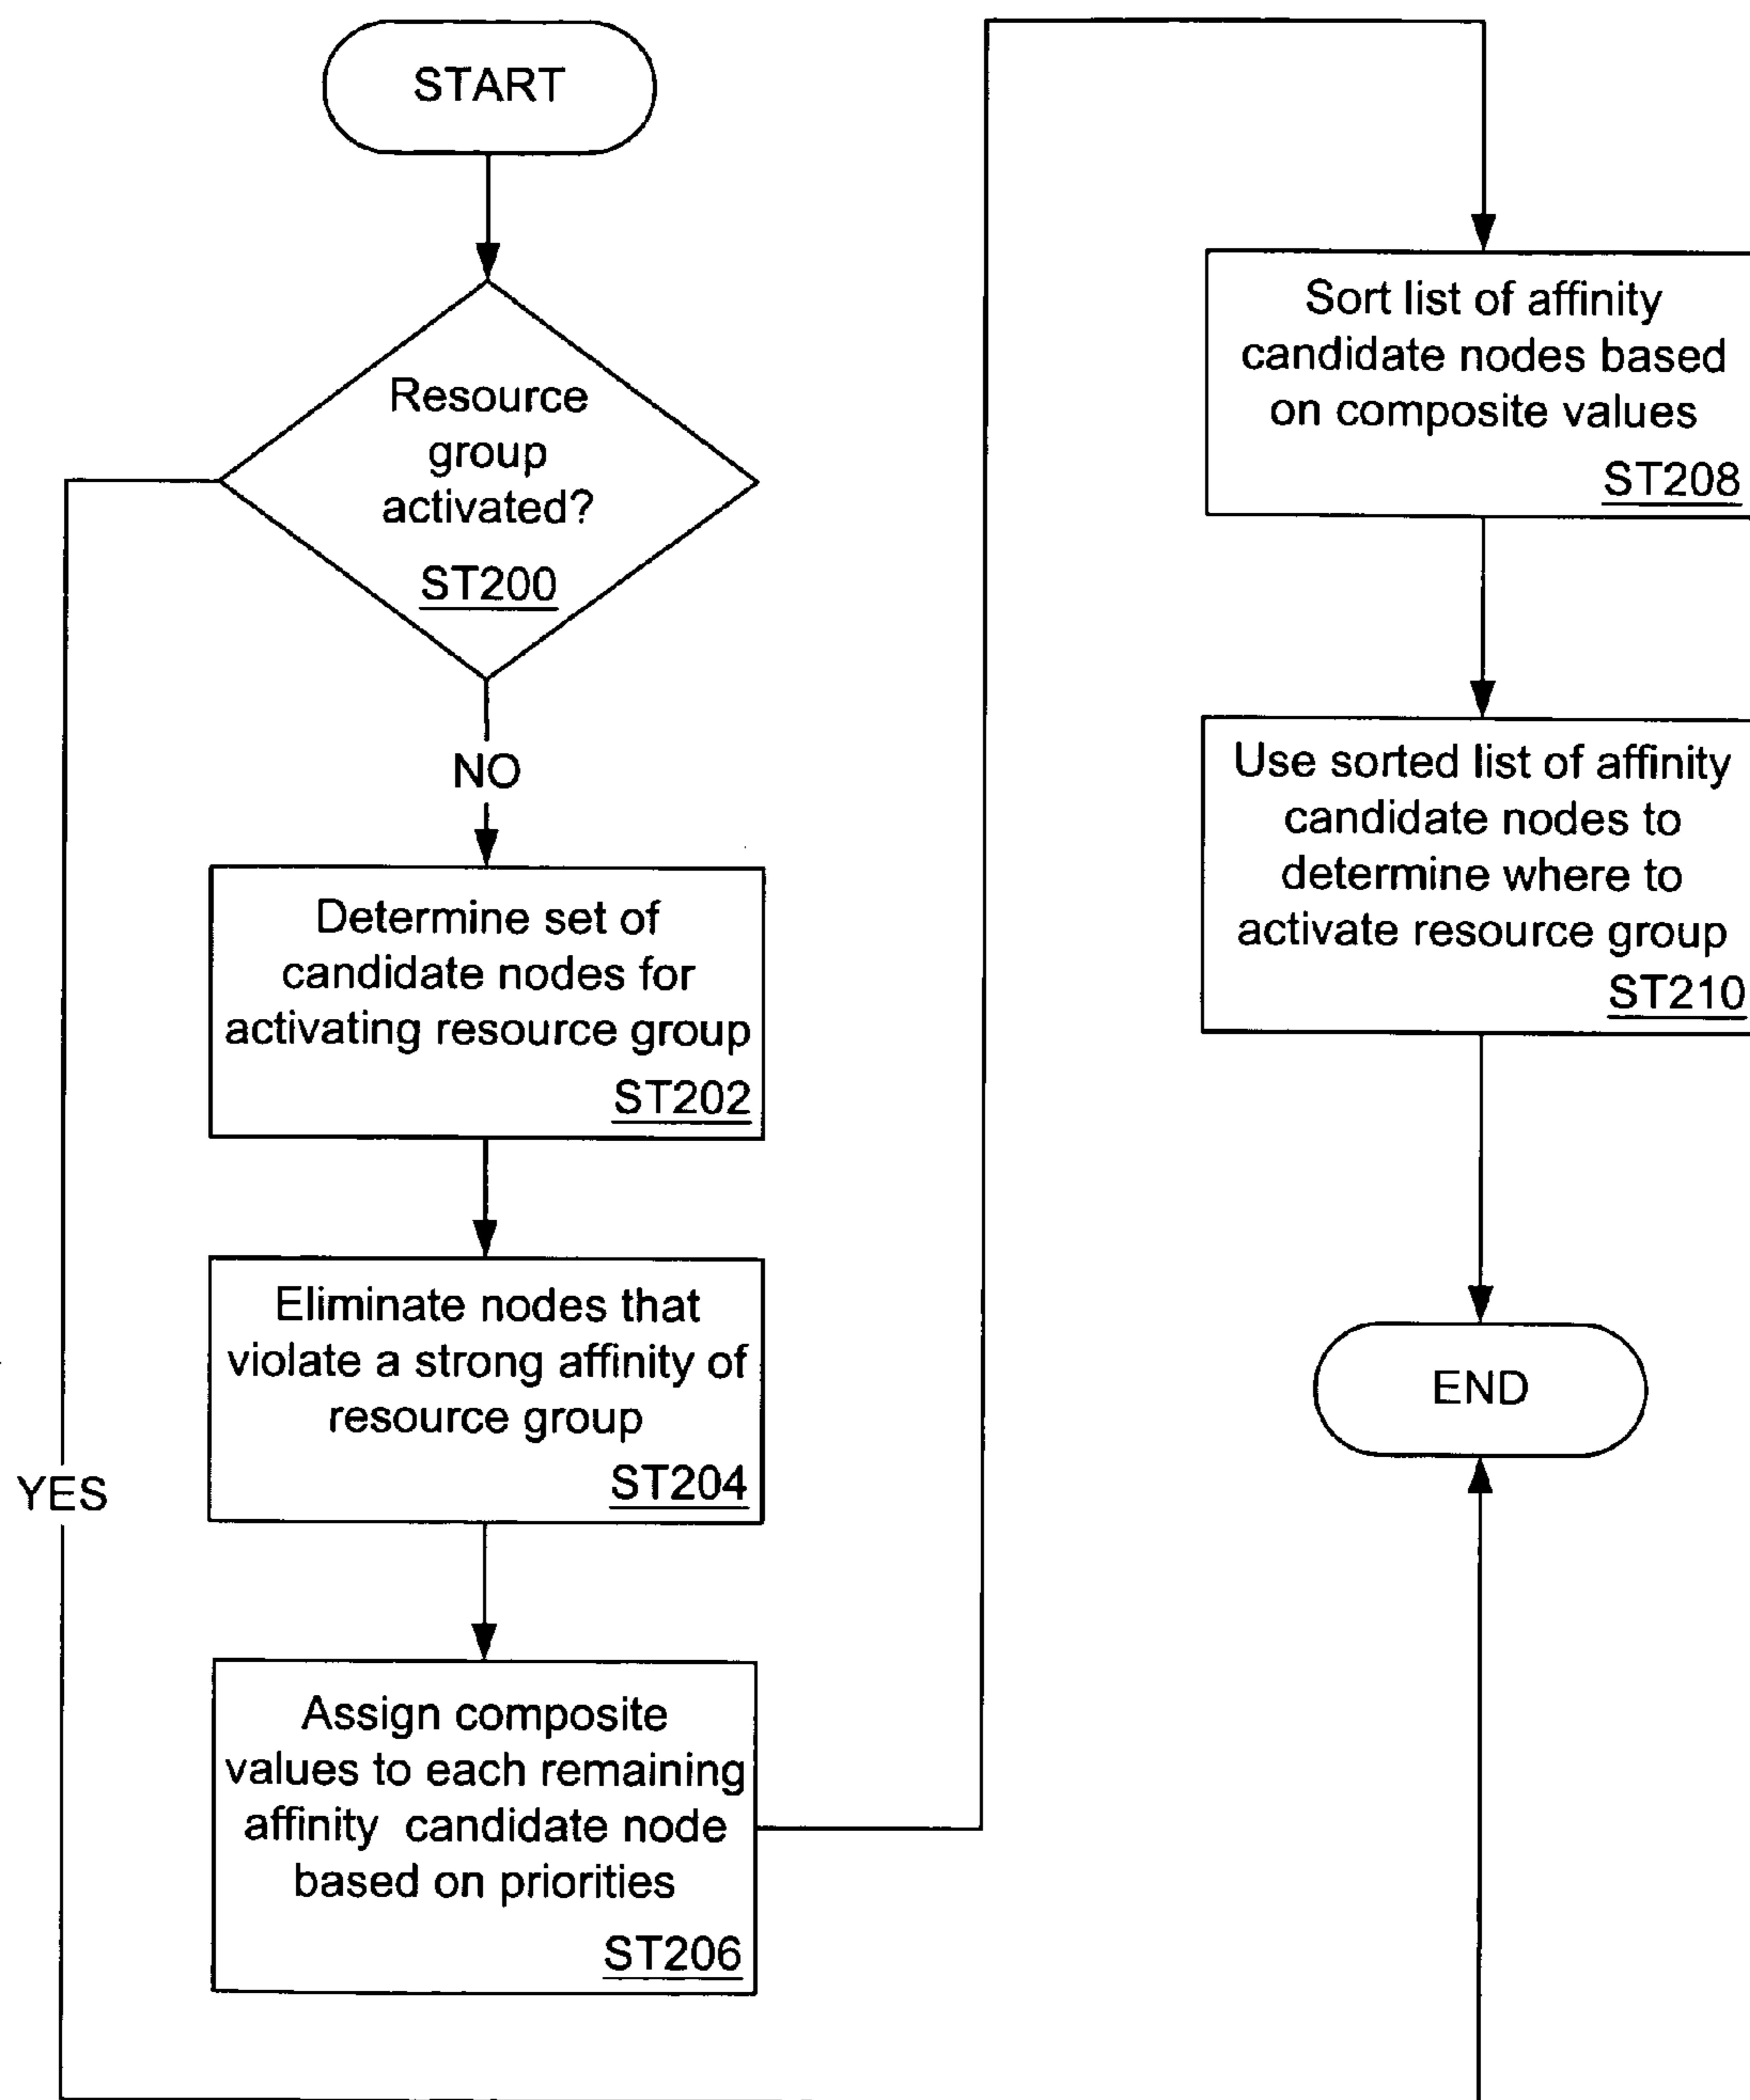 START
Resource
group
activated?
ST200
NO
Determine set of
candidate nodes for
activating resource group
ST202
Eliminate nodes that
violate a strong affinity of
resource group
ST204
YES
Assign composite
values to each remaining
affinity candidate node
based on priorities
ST206
Sort list of affinity
candidate nodes based
on composite values
ST208
Use sorted list of affinity
candidate nodes to
determine where to
activate resource group
ST210
END